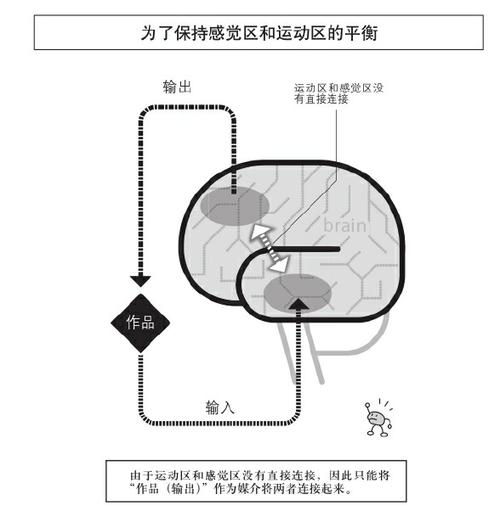 为了保持感觉区和运动区的平衡
输出
运动区和感觉区没
有直接连接
brain
作品
输入
由于运动区和感觉区没有直接连接，因此只能将
“作品（输出）”作为媒介将两者连接起来。